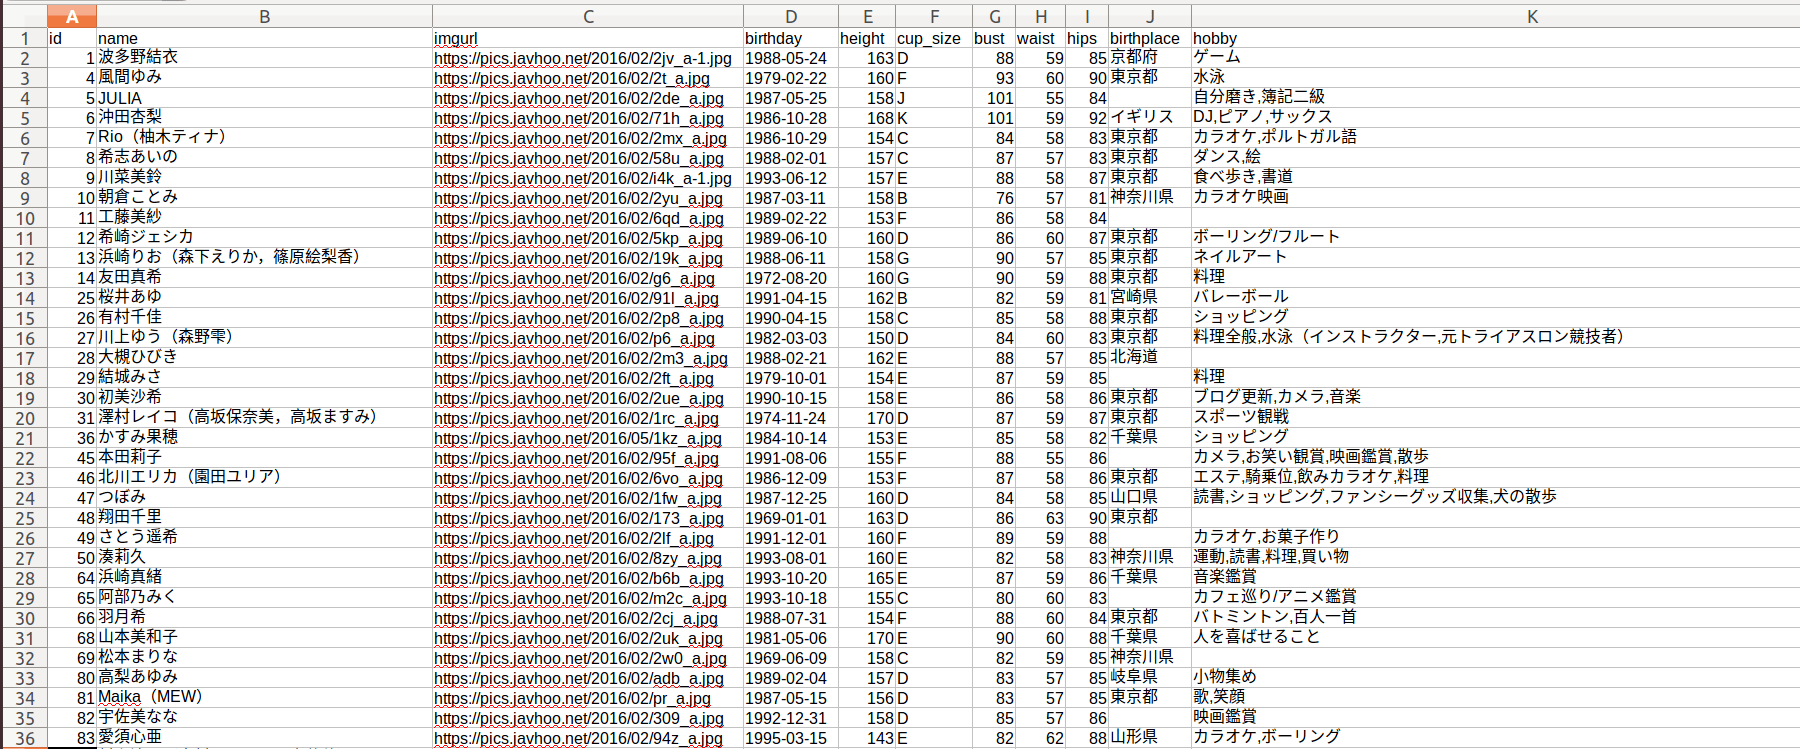 A B C D E F G H I J K
1 id name imgurl birthday height cup_size bust waist hips birthplace hobby
2 1 波多野結衣 https://pics.javhoo.net/2016/02/2jv_a-1.jpg 1988-05-24 163 D 88 59 85 京都府 ゲーム
3 4 風間ゆみ https://pics.javhoo.net/2016/02/2t_a.jpg 1979-02-22 160 F 93 60 90 東京都 水泳
4 5 JULIA https://pics.javhoo.net/2016/02/2de_a.jpg 1987-05-25 158 J 101 55 84 自分磨き,簿記二級
5 6 沖田杏梨 https://pics.javhoo.net/2016/02/71h_a.jpg 1986-10-28 168 K 101 59 92 イギリス DJ,ピアノ,サックス
6 7 Rio（柚木ティナ） https://pics.javhoo.net/2016/02/2mx_a.jpg 1986-10-29 154 C 84 58 83 東京都 カラオケ,ポルトガル語
7 8 希志あいの https://pics.javhoo.net/2016/02/58u_a.jpg 1988-02-01 157 C 87 57 83 東京都 ダンス,絵
8 9 川菜美鈴 https://pics.javhoo.net/2016/02/i4k_a-1.jpg 1993-06-12 157 E 88 58 87 東京都 食べ歩き,書道
9 10 朝倉ことみ https://pics.javhoo.net/2016/02/2yu_a.jpg 1987-03-11 158 B 76 57 81 神奈川県 カラオケ映画
10 11 工藤美紗 https://pics.javhoo.net/2016/02/6qd_a.jpg 1989-02-22 153 F 86 58 84
11 12 希崎ジェシカ https://pics.javhoo.net/2016/02/5kp_a.jpg 1989-06-10 160 D 86 60 87 東京都 ボーリング/フルート
12 13 浜崎りお（森下えりか，篠原絵梨香） https://pics.javhoo.net/2016/02/19k_a.jpg 1988-06-11 158 G 90 57 85 東京都 ネイルアート
13 14 友田真希 https://pics.javhoo.net/2016/02/g6_a.jpg 1972-08-20 160 G 90 59 88 東京都 料理
14 25 桜井あゆ https://pics.javhoo.net/2016/02/91l_a.jpg 1991-04-15 162 B 82 59 81 宮崎県 バレーボール
15 26 有村千佳 https://pics.javhoo.net/2016/02/2p8_a.jpg 1990-04-15 158 C 85 58 88 東京都 ショッピング
16 27 川上ゆう（森野雫） https://pics.javhoo.net/2016/02/p6_a.jpg 1982-03-03 150 D 84 60 83 東京都 料理全般,水泳（インストラクター,元トライアスロン競技者）
17 28 大槻ひびき https://pics.javhoo.net/2016/02/2m3_a.jpg 1988-02-21 162 E 88 57 85 北海道
18 29 結城みさ https://pics.javhoo.net/2016/02/2ft_a.jpg 1979-10-01 154 E 87 59 85 料理
19 30 初美沙希 https://pics.javhoo.net/2016/02/2ue_a.jpg 1990-10-15 158 E 86 58 86 東京都 ブログ更新,カメラ,音楽
20 31 澤村レイコ（高坂保奈美，高坂ますみ） https://pics.javhoo.net/2016/02/1rc_a.jpg 1974-11-24 170 D 87 59 87 東京都 スポーツ観戦
21 36 かすみ果穂 https://pics.javhoo.net/2016/05/1kz_a.jpg 1984-10-14 153 E 85 58 82 千葉県 ショッピング
22 45 本田莉子 https://pics.javhoo.net/2016/02/95f_a.jpg 1991-08-06 155 F 88 55 86 カメラ,お笑い観賞,映画鑑賞,散歩
23 46 北川エリカ（園田ユリア） https://pics.javhoo.net/2016/02/6vo_a.jpg 1986-12-09 153 F 87 58 86 東京都 エステ,騎乗位,飲みカラオケ,料理
24 47 つぼみ https://pics.javhoo.net/2016/02/1fw_a.jpg 1987-12-25 160 D 84 58 85 山口県 読書,ショッピング,ファンシーグッズ収集,犬の散歩
25 48 翔田千里 https://pics.javhoo.net/2016/02/173_a.jpg 1969-01-01 163 D 86 63 90 東京都
26 49 さとう遥希 https://pics.javhoo.net/2016/02/2lf_a.jpg 1991-12-01 160 F 89 59 88 カラオケ,お菓子作り
27 50 湊莉久 https://pics.javhoo.net/2016/02/8zy_a.jpg 1993-08-01 160 E 82 58 83 神奈川県 運動,読書,料理,買い物
28 64 浜崎真緒 https://pics.javhoo.net/2016/02/b6b_a.jpg 1993-10-20 165 E 87 59 86 千葉県 音楽鑑賞
29 65 阿部乃みく https://pics.javhoo.net/2016/02/m2c_a.jpg 1993-10-18 155 C 80 60 83 カフェ巡り/アニメ鑑賞
30 66 羽月希 https://pics.javhoo.net/2016/02/2cj_a.jpg 1988-07-31 154 F 88 60 84 東京都 バトミントン,百人一首
31 68 山本美和子 https://pics.javhoo.net/2016/02/2uk_a.jpg 1981-05-06 170 E 90 60 88 千葉県 人を喜ばせること
32 69 松本まりな https://pics.javhoo.net/2016/02/2w0_a.jpg 1969-06-09 158 C 82 59 85 神奈川県
33 80 高梨あゆみ https://pics.javhoo.net/2016/02/adb_a.jpg 1989-02-04 157 D 83 57 85 岐阜県 小物集め
34 81 Maika（MEW） https://pics.javhoo.net/2016/02/pr_a.jpg 1987-05-15 156 D 83 57 85 東京都 歌,笑顔
35 82 宇佐美なな https://pics.javhoo.net/2016/02/309_a.jpg 1992-12-31 158 D 85 57 86 映画鑑賞
36 83 愛須心亜 https://pics.javhoo.net/2016/02/94z_a.jpg 1995-03-15 143 E 82 62 88 山形県 カラオケ,ボーリング